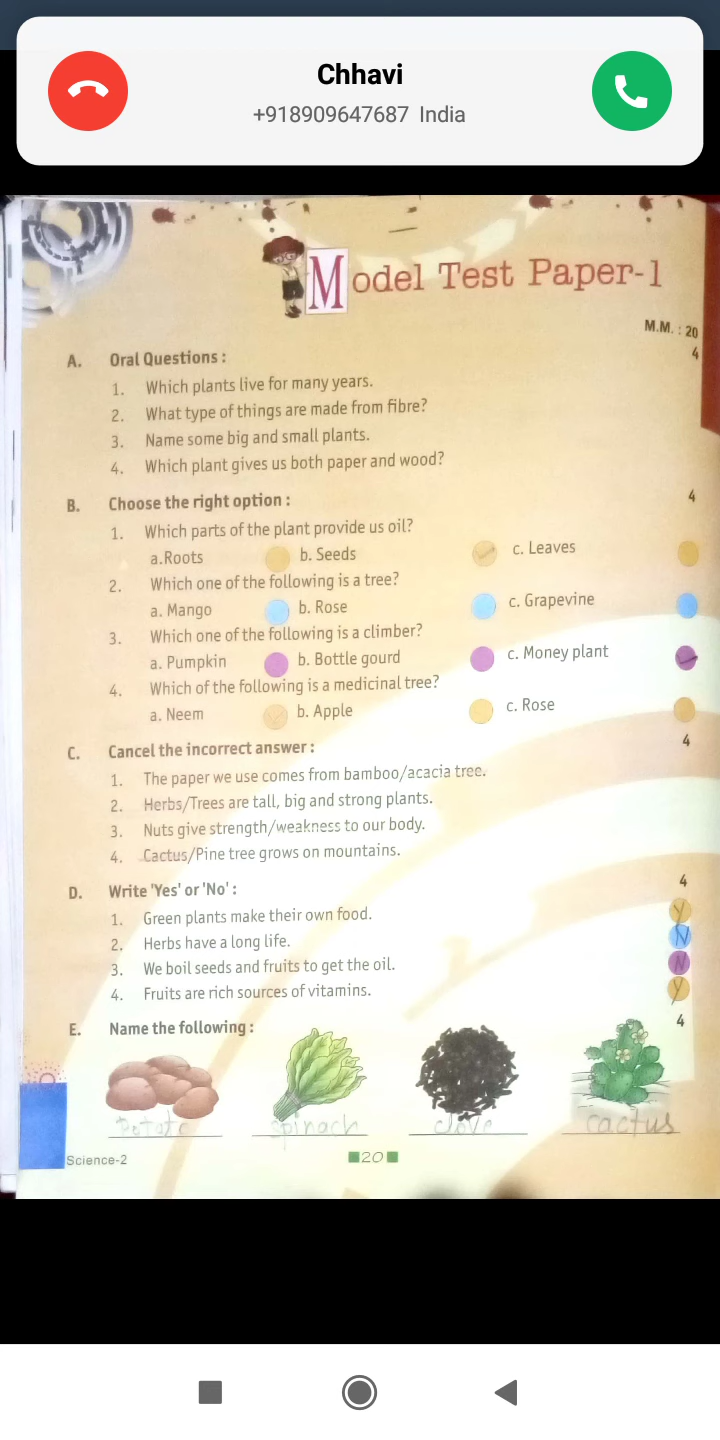 Chhavi
+918909647687 India
Model Test Paper-1
M.M. : 20
A. Oral Questions : 4
1. Which plants live for many years.
2. What type of things are made from fibre?
3. Name some big and small plants.
4. Which plant gives us both paper and wood?
B. Choose the right option : 4
1. Which parts of the plant provide us oil?
a.Roots b. Seeds c. Leaves
2. Which one of the following is a tree?
a. Mango b. Rose c. Grapevine
3. Which one of the following is a climber?
a. Pumpkin b. Bottle gourd c. Money plant
4. Which of the following is a medicinal tree?
a. Neem b. Apple c. Rose
C. Cancel the incorrect answer : 4
1. The paper we use comes from bamboo/acacia tree.
2. Herbs/Trees are tall, big and strong plants.
3. Nuts give strength/weakness to our body.
4. Cactus/Pine tree grows on mountains.
D. Write 'Yes' or 'No' : 4
1. Green plants make their own food. Y
2. Herbs have a long life. N
3. We boil seeds and fruits to get the oil. N
4. Fruits are rich sources of vitamins. Y
E. Name the following : 4
Potato spinach clove cactus
Science-2 20